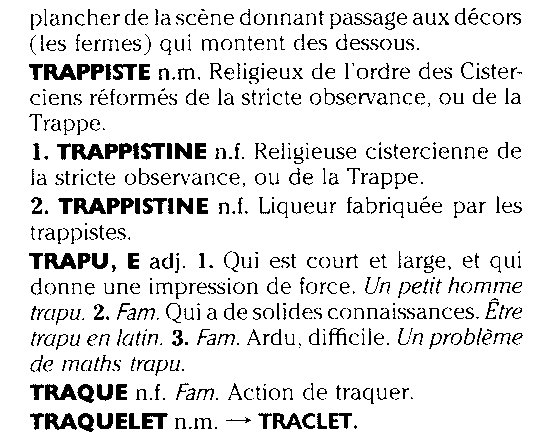 plancher de la scène donnant passage aux décors
(les fermes) qui montent des dessous.
TRAPPISTE n.m. Religieux de l'ordre des Cister-
ciens réformés de la stricte observance, ou de la
Trappe.
1. TRAPPISTINE n.f. Religieuse cistercienne de
la stricte observance, ou de la Trappe.
2. TRAPPISTINE n.f. Liqueur fabriquée par les
trappistes.
TRAPU, E adj. 1. Qui est court et large, et qui
donne une impression de force. Un petit homme
trapu. 2. Fam. Qui a de solides connaissances. Être
trapu en latin. 3. Fam. Ardu, difficile. Un problème
de maths trapu.
TRAQUE n.f. Fam. Action de traquer.
TRAQUELET n.m. → TRACLET.